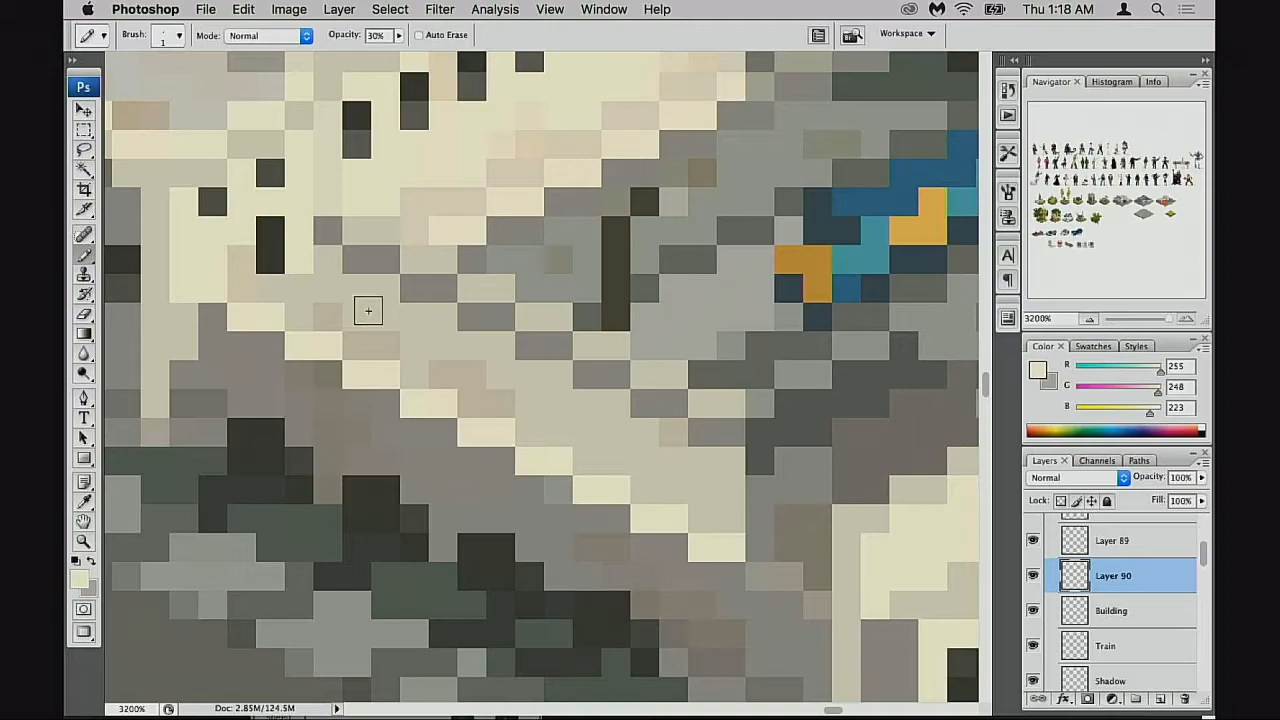 Photoshop File Edit Image Layer Select Filter Analysis View Window Help Thu 1:18 AM
Brush: 1 Mode: Normal Opacity: 30% Auto Erase Workspace
Ps
Navigator Histogram Info
3200%
Color Swatches Styles
R 255
G 248
B 223
Layers Channels Paths
Normal Opacity: 100%
Lock: Fill: 100%
Layer 89
Layer 90
Building
Train
Shadow
3200% Doc: 2.85M/124.5M